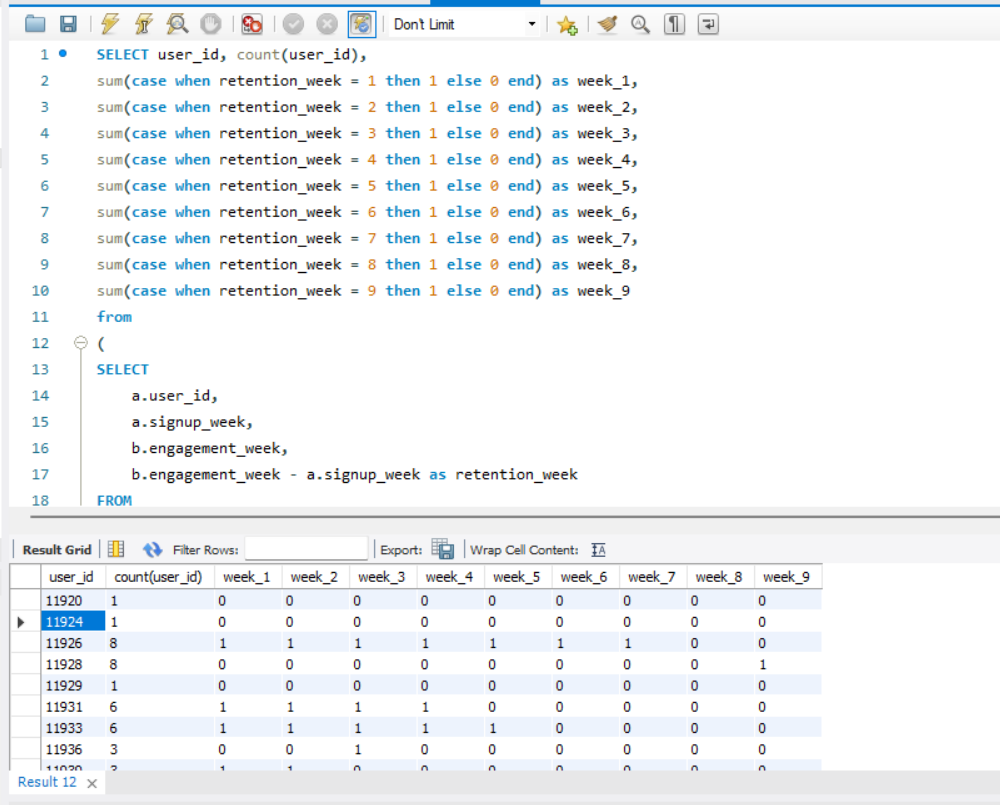 Don't Limit
1 SELECT user_id, count(user_id),
2 sum(case when retention_week = 1 then 1 else 0 end) as week_1,
3 sum(case when retention_week = 2 then 1 else 0 end) as week_2,
4 sum(case when retention_week = 3 then 1 else 0 end) as week_3,
5 sum(case when retention_week = 4 then 1 else 0 end) as week_4,
6 sum(case when retention_week = 5 then 1 else 0 end) as week_5,
7 sum(case when retention_week = 6 then 1 else 0 end) as week_6,
8 sum(case when retention_week = 7 then 1 else 0 end) as week_7,
9 sum(case when retention_week = 8 then 1 else 0 end) as week_8,
10 sum(case when retention_week = 9 then 1 else 0 end) as week_9
11 from
12 (
13 SELECT
14 a.user_id,
15 a.signup_week,
16 b.engagement_week,
17 b.engagement_week - a.signup_week as retention_week
18 FROM
Result Grid Filter Rows: Export: Wrap Cell Content: IA
user_id count(user_id) week_1 week_2 week_3 week_4 week_5 week_6 week_7 week_8 week_9
11920 1 0 0 0 0 0 0 0 0 0
11924 1 0 0 0 0 0 0 0 0 0
11926 8 1 1 1 1 1 1 1 0 0
11928 8 0 0 0 0 0 0 0 0 1
11929 1 0 0 0 0 0 0 0 0 0
11931 6 1 1 1 1 0 0 0 0 0
11933 6 1 1 1 1 1 0 0 0 0
11936 3 0 0 1 0 0 0 0 0 0
Result 12